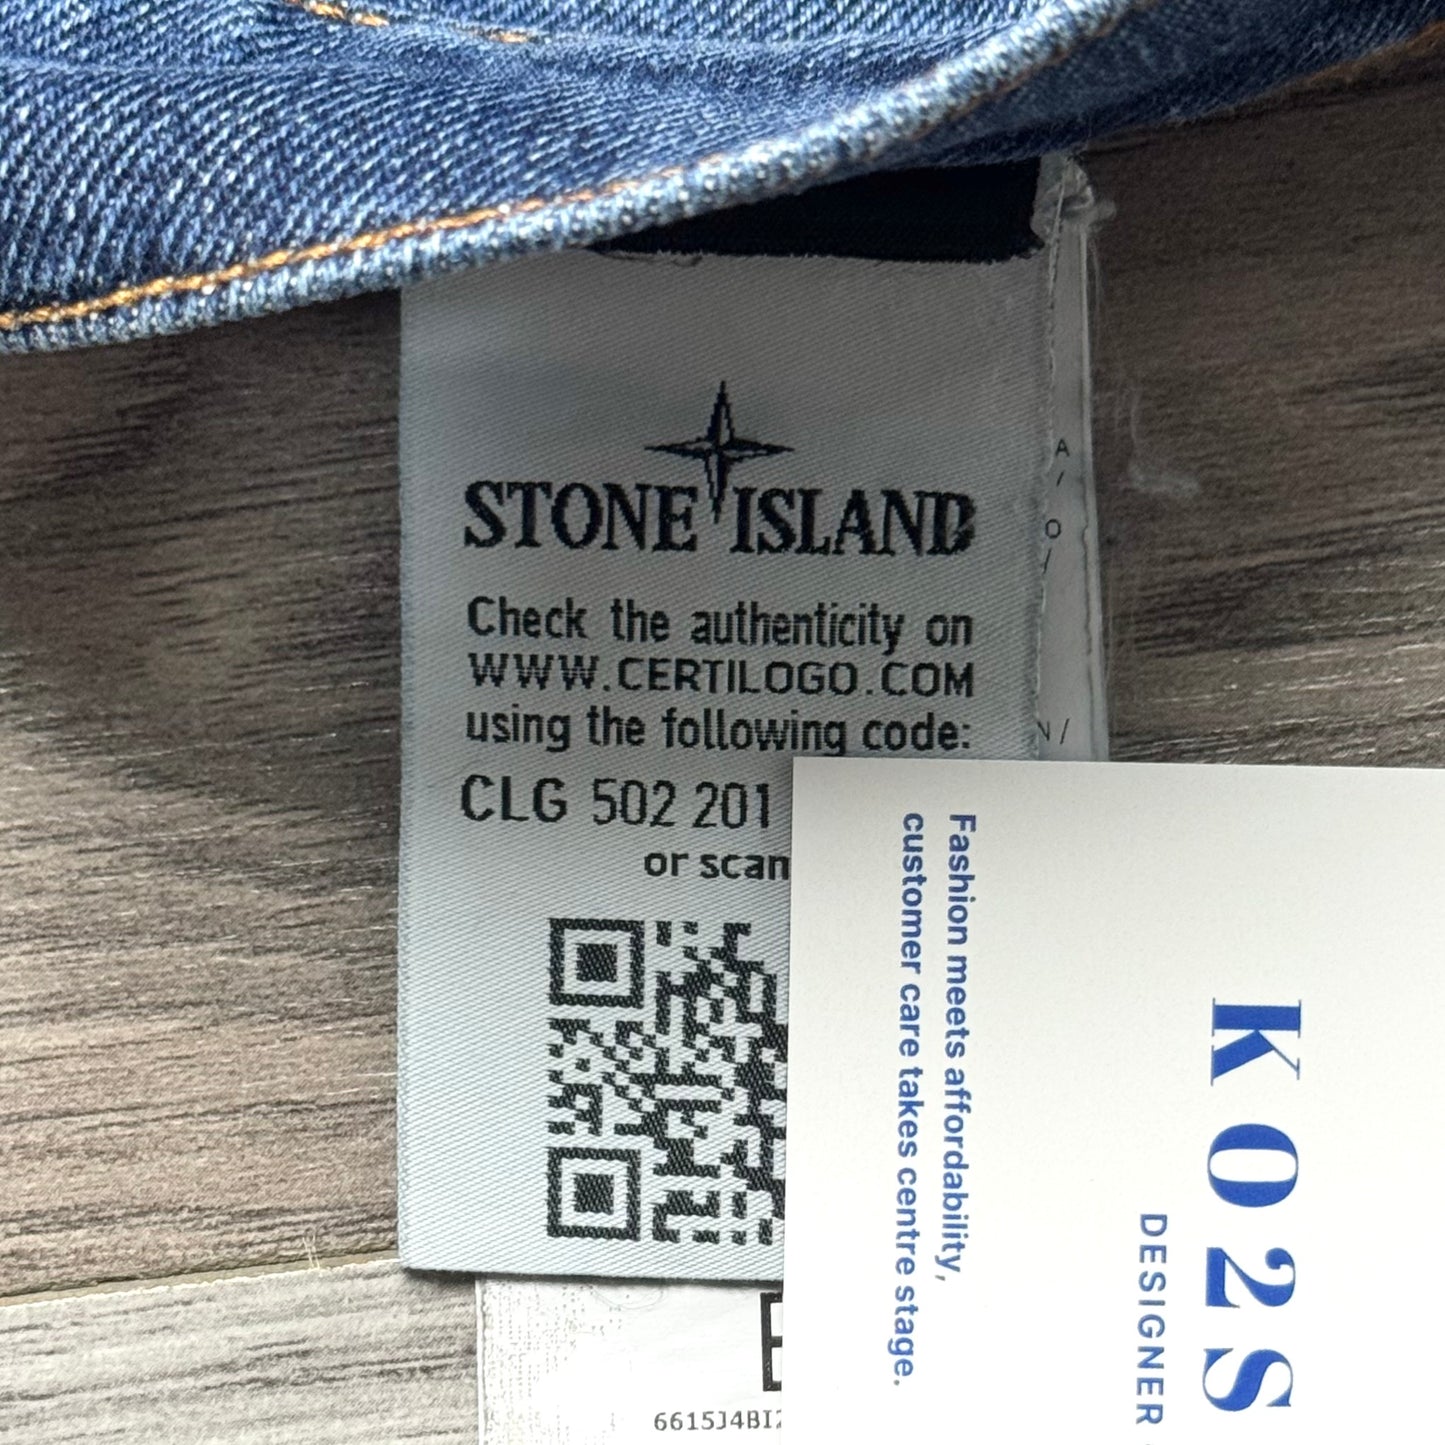 STONE ISLAND
Check the authenticity on
WWW.CERTILOGO.COM
using the following code:
CLG 502 201
or scan
Fashion meets affordability,
customer care takes centre stage.
K02S
DESIGNER
A/
O/
N/